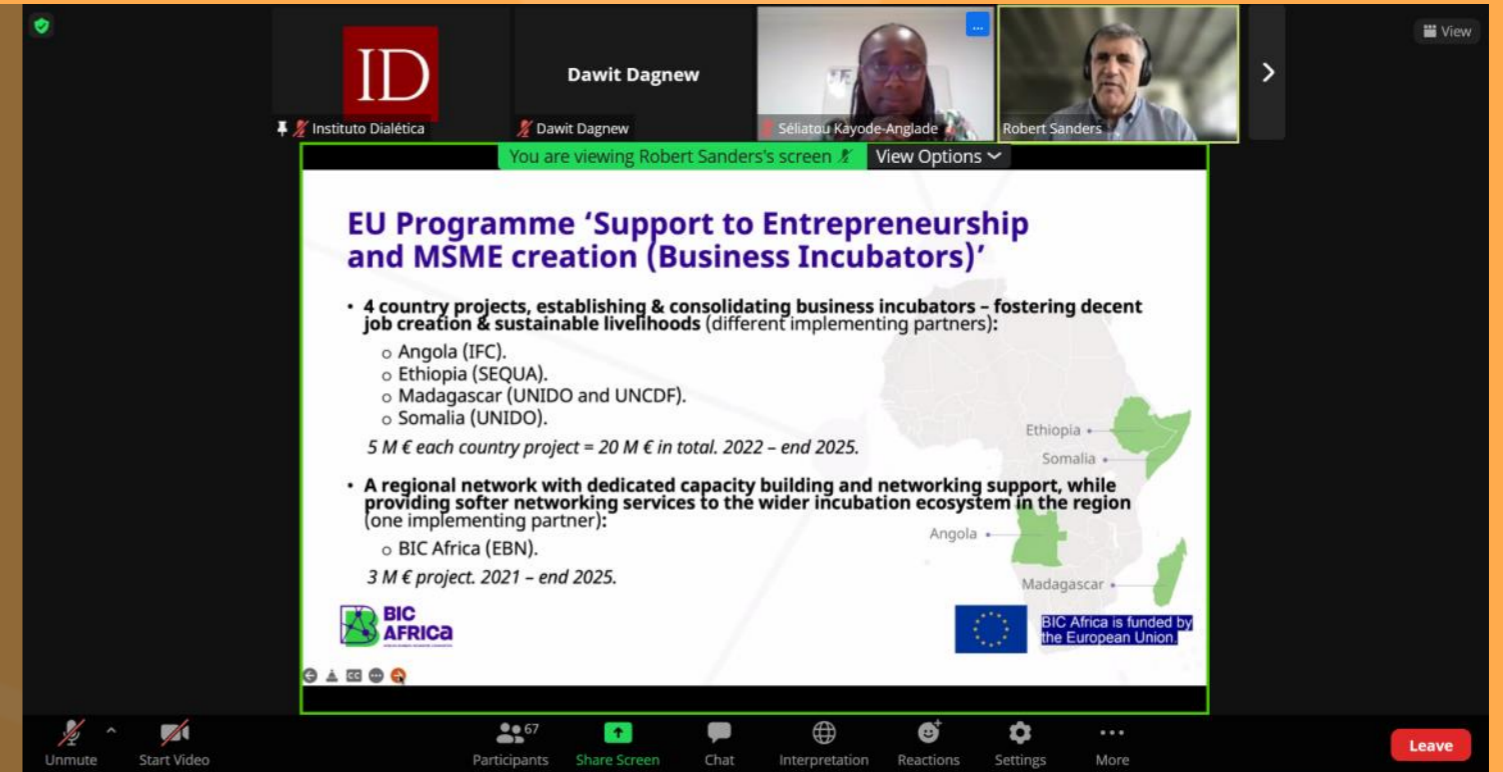 View
ID
Instituto Dialética
Dawit Dagnew
Dawit Dagnew
...
Séliatou Kayode-Anglade
Robert Sanders
You are viewing Robert Sanders's screen
View Options
EU Programme ‘Support to Entrepreneurship
and MSME creation (Business Incubators)’
• 4 country projects, establishing & consolidating business incubators – fostering decent
job creation & sustainable livelihoods (different implementing partners):
o Angola (IFC).
o Ethiopia (SEQUA).
o Madagascar (UNIDO and UNCDF).
o Somalia (UNIDO).
5 M € each country project = 20 M € in total. 2022 – end 2025.
• A regional network with dedicated capacity building and networking support, while
providing softer networking services to the wider incubation ecosystem in the region
(one implementing partner):
o BIC Africa (EBN).
3 M € project. 2021 – end 2025.
Ethiopia
Somalia
Angola
Madagascar
BIC
AFRICA
BIC Africa is funded by
the European Union.
CC
Unmute
Start Video
67
Participants
Share Screen
Chat
Interpretation
Reactions
Settings
More
Leave